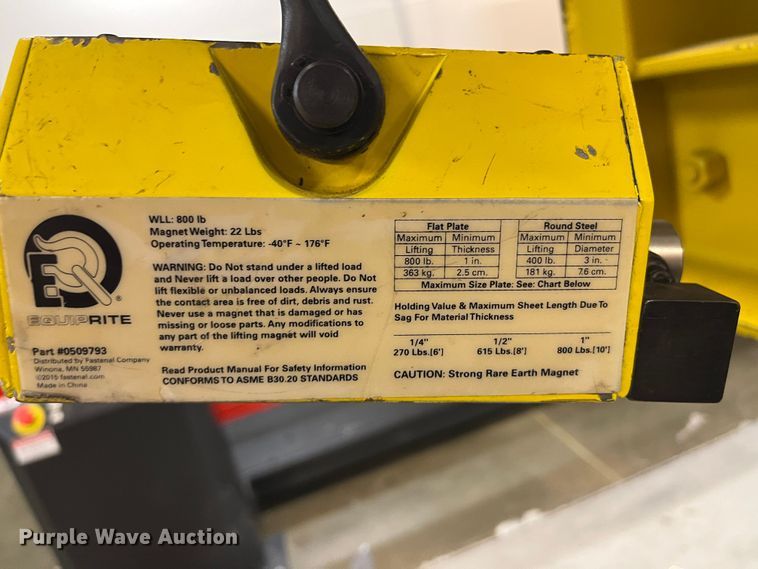 EQ
EQUIPRITE
Part #0509793
Distributed by Fastenal Company
Winona, MN 55987
©2015 fastenal.com
Made in China
WLL: 800 lb
Magnet Weight: 22 Lbs
Operating Temperature: -40°F ~ 176°F
WARNING: Do Not stand under a lifted load
and Never lift a load over other people. Do Not
lift flexible or unbalanced loads. Always ensure
the contact area is free of dirt, debris and rust.
Never use a magnet that is damaged or has
missing or loose parts. Any modifications to
any part of the lifting magnet will void
warranty.
Read Product Manual For Safety Information
CONFORMS TO ASME B30.20 STANDARDS
Flat Plate Round Steel
Maximum Minimum Maximum Minimum
Lifting Thickness Lifting Diameter
800 lb. 1 in. 400 lb. 3 in.
363 kg. 2.5 cm. 181 kg. 7.6 cm.
Maximum Size Plate: See: Chart Below
Holding Value & Maximum Sheet Length Due To
Sag For Material Thickness
1/4" 1/2" 1"
270 Lbs.[6'] 615 Lbs.[8'] 800 Lbs.[10']
CAUTION: Strong Rare Earth Magnet
Purple Wave Auction